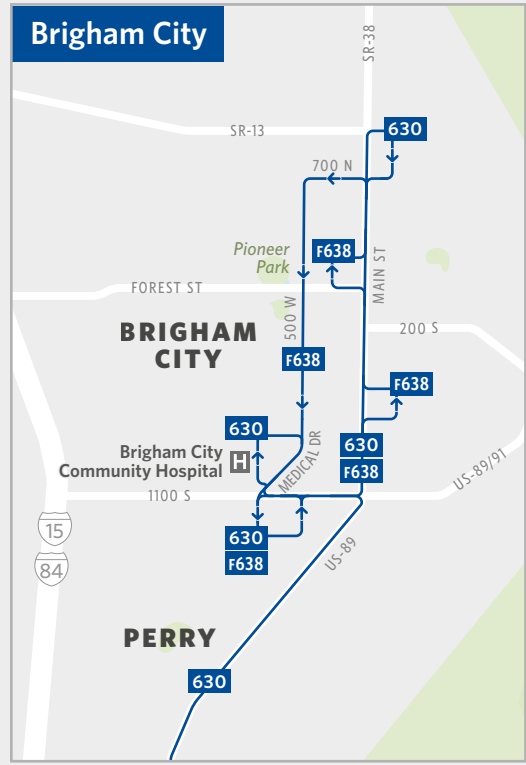 Brigham City
SR-38
630
SR-13
700 N
Pioneer
Park
F638
MAIN ST
FOREST ST
500 W
BRIGHAM
CITY
200 S
F638
F638
630
630
F638
Brigham City
Community Hospital
H
MEDICAL DR
US-89/91
1100 S
15
84
630
F638
US-89
PERRY
630